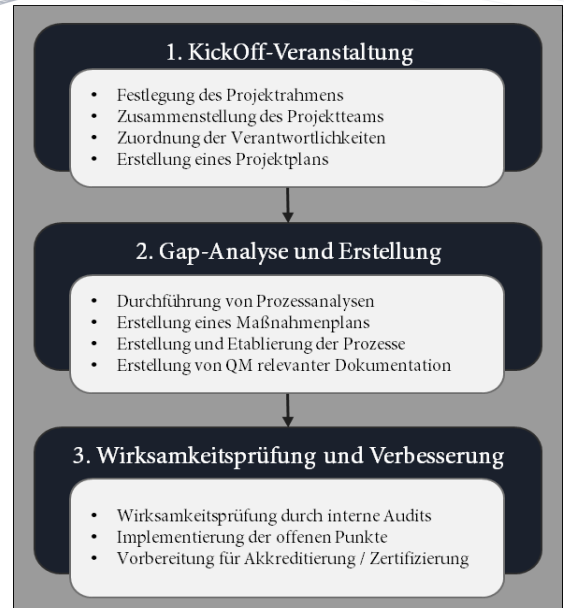 1. KickOff-Veranstaltung
• Festlegung des Projektrahmens
• Zusammenstellung des Projektteams
• Zuordnung der Verantwortlichkeiten
• Erstellung eines Projektplans
2. Gap-Analyse und Erstellung
• Durchführung von Prozessanalysen
• Erstellung eines Maßnahmenplans
• Erstellung und Etablierung der Prozesse
• Erstellung von QM relevanter Dokumentation
3. Wirksamkeitsprüfung und Verbesserung
• Wirksamkeitsprüfung durch interne Audits
• Implementierung der offenen Punkte
• Vorbereitung für Akkreditierung / Zertifizierung